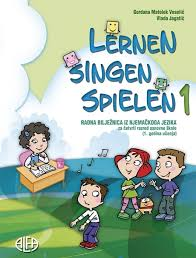 Gordana Matolek Veselić
Vlada Jagatić
LERNEN
SINGEN
SPIELEN 1
RADNA BILJEŽNICA IZ NJEMAČKOGA JEZIKA
za četvrti razred osnovne škole
(1. godina učenja)
ALFA